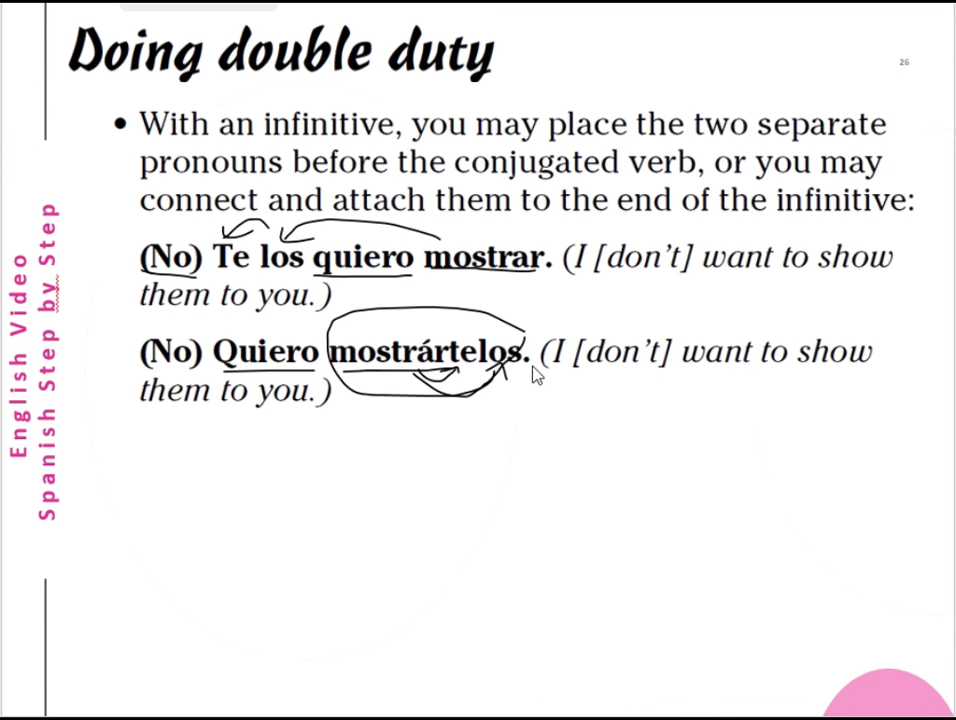 Doing double duty
26
• With an infinitive, you may place the two separate
pronouns before the conjugated verb, or you may
connect and attach them to the end of the infinitive:
(No) Te los quiero mostrar. (I [don't] want to show
them to you.)
(No) Quiero mostrártelos. (I [don't] want to show
them to you.)
English Video
Spanish Step by Step